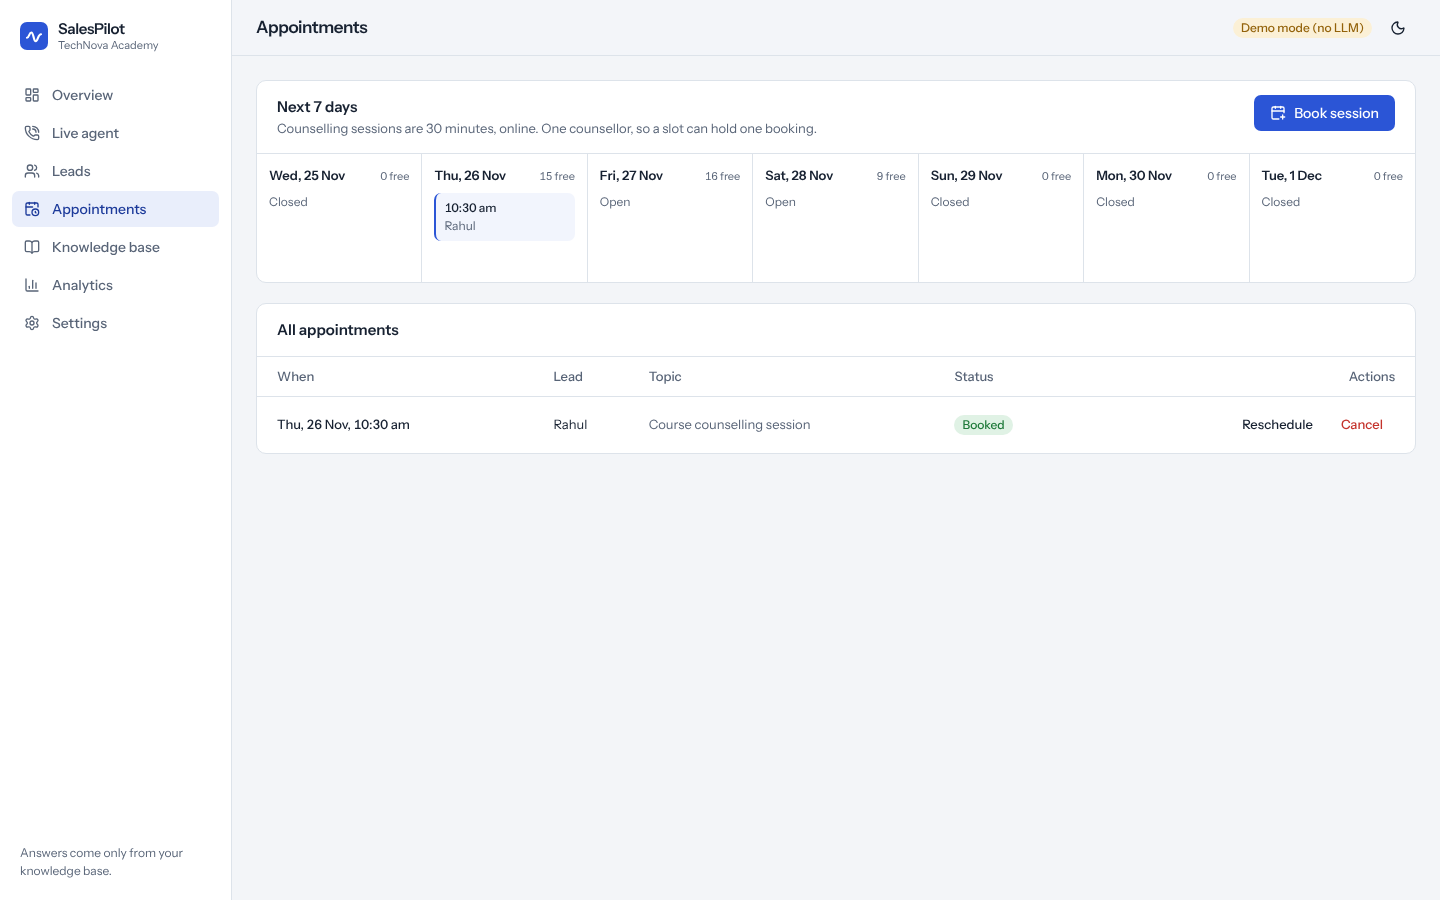 SalesPilot
TechNova Academy
Overview
Live agent
Leads
Appointments
Knowledge base
Analytics
Settings
Answers come only from your
knowledge base.
Appointments
Demo mode (no LLM)
Next 7 days
Counselling sessions are 30 minutes, online. One counsellor, so a slot can hold one booking.
Book session
Wed, 25 Nov 0 free
Closed
Thu, 26 Nov 15 free
10:30 am
Rahul
Fri, 27 Nov 16 free
Open
Sat, 28 Nov 9 free
Open
Sun, 29 Nov 0 free
Closed
Mon, 30 Nov 0 free
Closed
Tue, 1 Dec 0 free
Closed
All appointments
When Lead Topic Status Actions
Thu, 26 Nov, 10:30 am Rahul Course counselling session Booked Reschedule Cancel